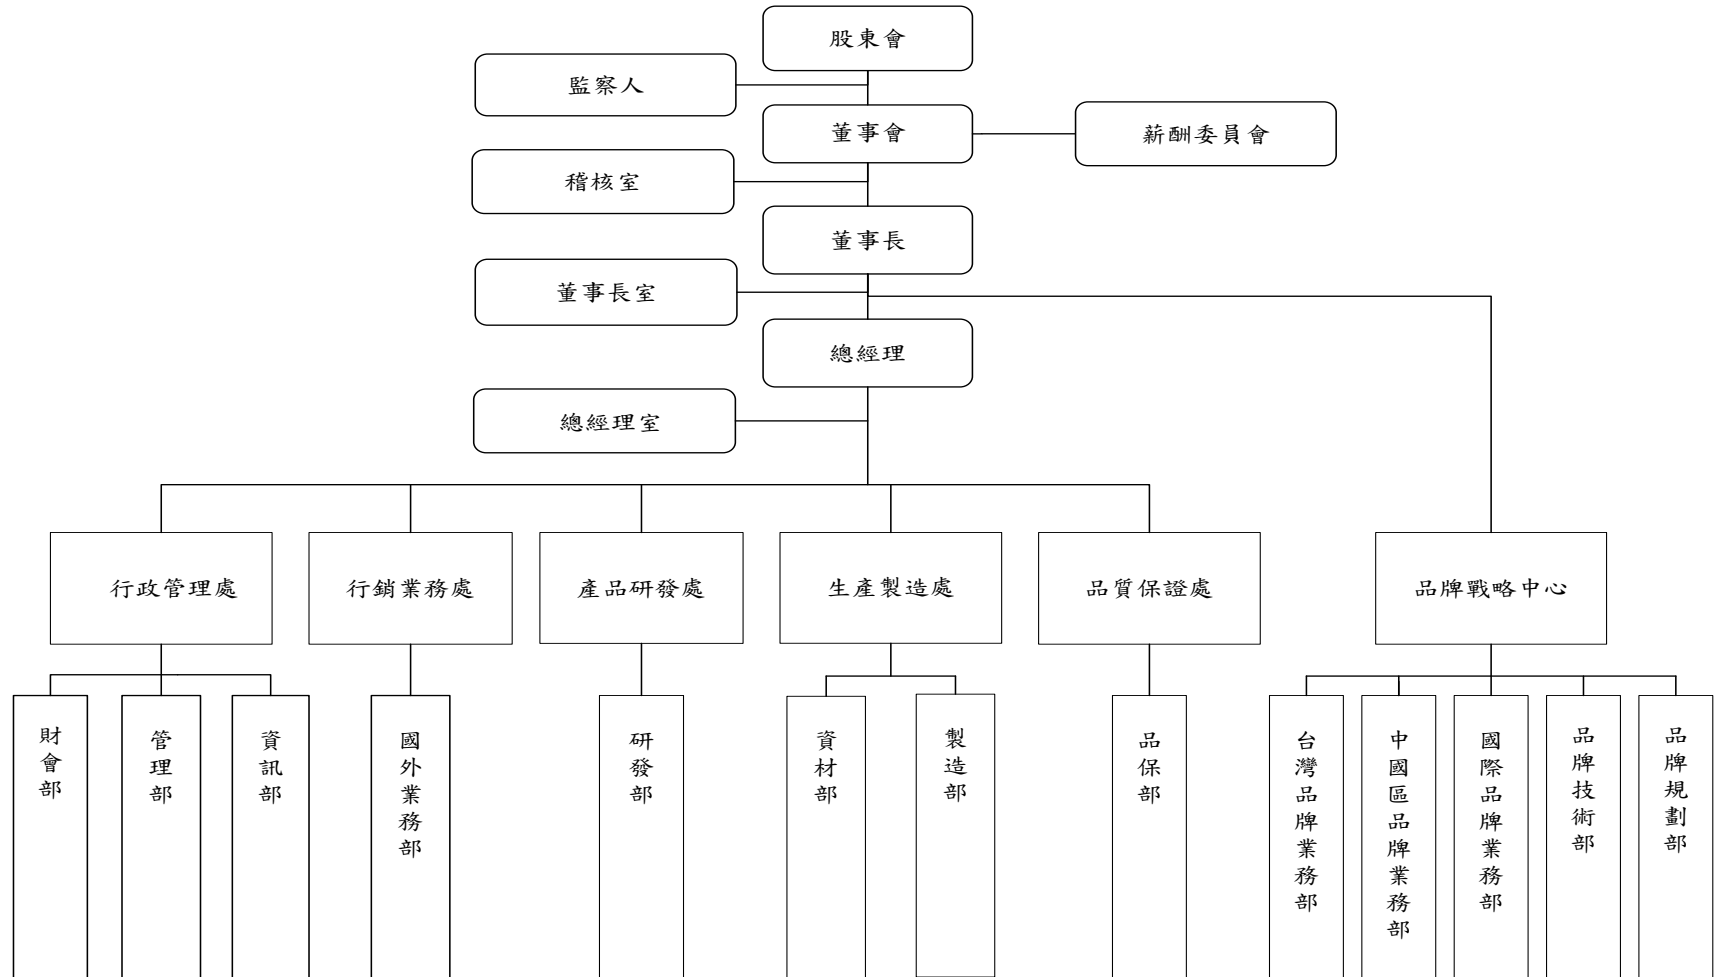 股東會
監察人
董事會
薪酬委員會
稽核室
董事長
董事長室
總經理
總經理室
行政管理處
行銷業務處
產品研發處
生產製造處
品質保證處
品牌戰略中心
財會部
管理部
資訊部
國外業務部
研發部
資材部
製造部
品保部
台灣品牌業務部
中國區品牌業務部
國際品牌業務部
品牌技術部
品牌規劃部